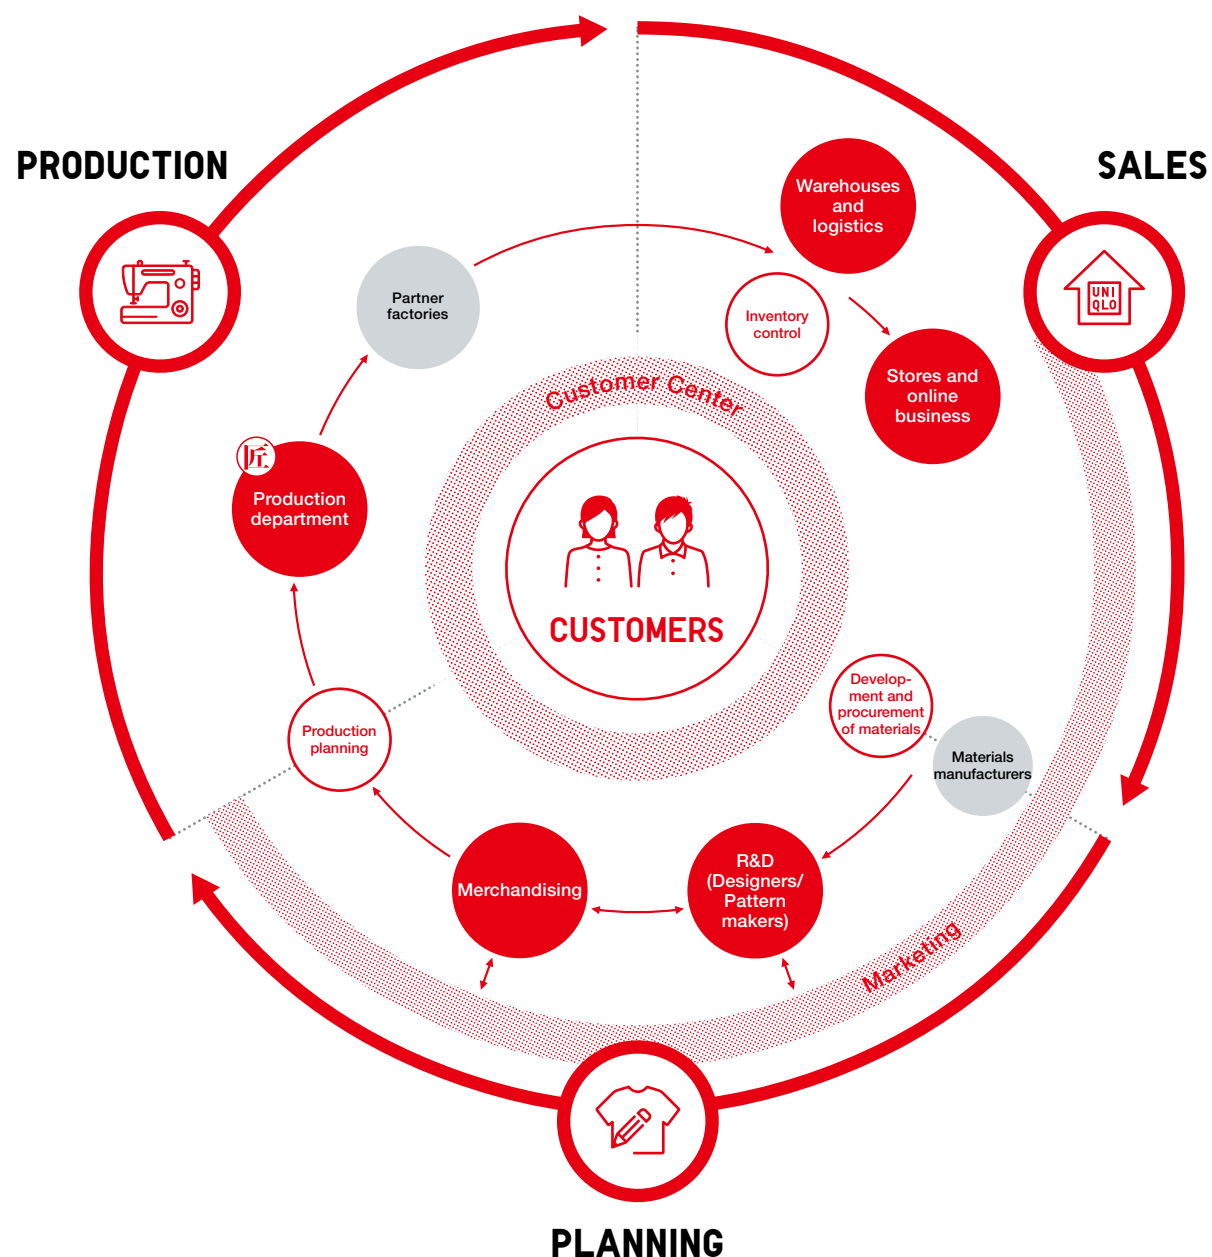 PRODUCTION
SALES
Warehouses
and
logistics
UNI
QLO
Partner
factories
Inventory
control
Stores and
online
business
Customer Center
匠
Production
department
CUSTOMERS
Develop-
ment and
procurement
of materials
Production
planning
Materials
manufacturers
Merchandising
R&D
(Designers/
Pattern
makers)
Marketing
PLANNING